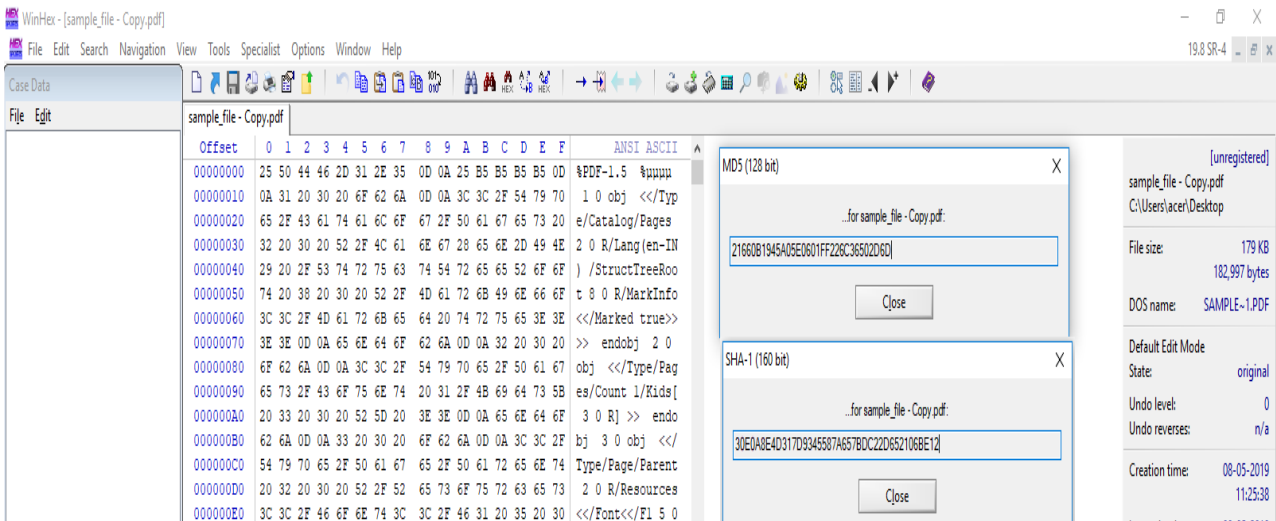 WinHex - [sample_file - Copy.pdf]
File Edit Search Navigation View Tools Specialist Options Window Help 19.8 SR-4
Case Data
File Edit
sample_file - Copy.pdf
Offset 0 1 2 3 4 5 6 7 8 9 A B C D E F ANSI ASCII
00000000 25 50 44 46 2D 31 2E 35 0D 0A 25 B5 B5 B5 B5 0D %PDF-1.5 %µµµµ
00000010 0A 31 20 30 20 6F 62 6A 0D 0A 3C 3C 2F 54 79 70 1 0 obj <</Typ
00000020 65 2F 43 61 74 61 6C 6F 67 2F 50 61 67 65 73 20 e/Catalog/Pages
00000030 32 20 30 20 52 2F 4C 61 6E 67 28 65 6E 2D 49 4E 2 0 R/Lang(en-IN
00000040 29 20 2F 53 74 72 75 63 74 54 72 65 65 52 6F 6F ) /StructTreeRoo
00000050 74 20 38 20 30 20 52 2F 4D 61 72 6B 49 6E 66 6F t 8 0 R/MarkInfo
00000060 3C 3C 2F 4D 61 72 6B 65 64 20 74 72 75 65 3E 3E <</Marked true>>
00000070 3E 3E 0D 0A 65 6E 64 6F 62 6A 0D 0A 32 20 30 20 >> endobj 2 0
00000080 6F 62 6A 0D 0A 3C 3C 2F 54 79 70 65 2F 50 61 67 obj <</Type/Pag
00000090 65 73 2F 43 6F 75 6E 74 20 31 2F 4B 69 64 73 5B es/Count 1/Kids[
000000A0 20 33 20 30 20 52 5D 20 3E 3E 0D 0A 65 6E 64 6F 3 0 R] >> endo
000000B0 62 6A 0D 0A 33 20 30 20 6F 62 6A 0D 0A 3C 3C 2F bj 3 0 obj <</
000000C0 54 79 70 65 2F 50 61 67 65 2F 50 61 72 65 6E 74 Type/Page/Parent
000000D0 20 32 20 30 20 52 2F 52 65 73 6F 75 72 63 65 73 2 0 R/Resources
000000E0 3C 3C 2F 46 6F 6E 74 3C 3C 2F 46 31 20 35 20 30 <</Font<</F1 5 0
MD5 (128 bit)
...for sample_file - Copy.pdf:
21660B1945A05E0601FF226C36502D6D
Close
SHA-1 (160 bit)
...for sample_file - Copy.pdf:
30E0A8E4D317D9345587A657BDC22D652106BE12
Close
[unregistered]
sample_file - Copy.pdf
C:\Users\acer\Desktop
File size: 179 KB
182,997 bytes
DOS name: SAMPLE~1.PDF
Default Edit Mode
State: original
Undo level: 0
Undo reverses: n/a
Creation time: 08-05-2019
11:25:38